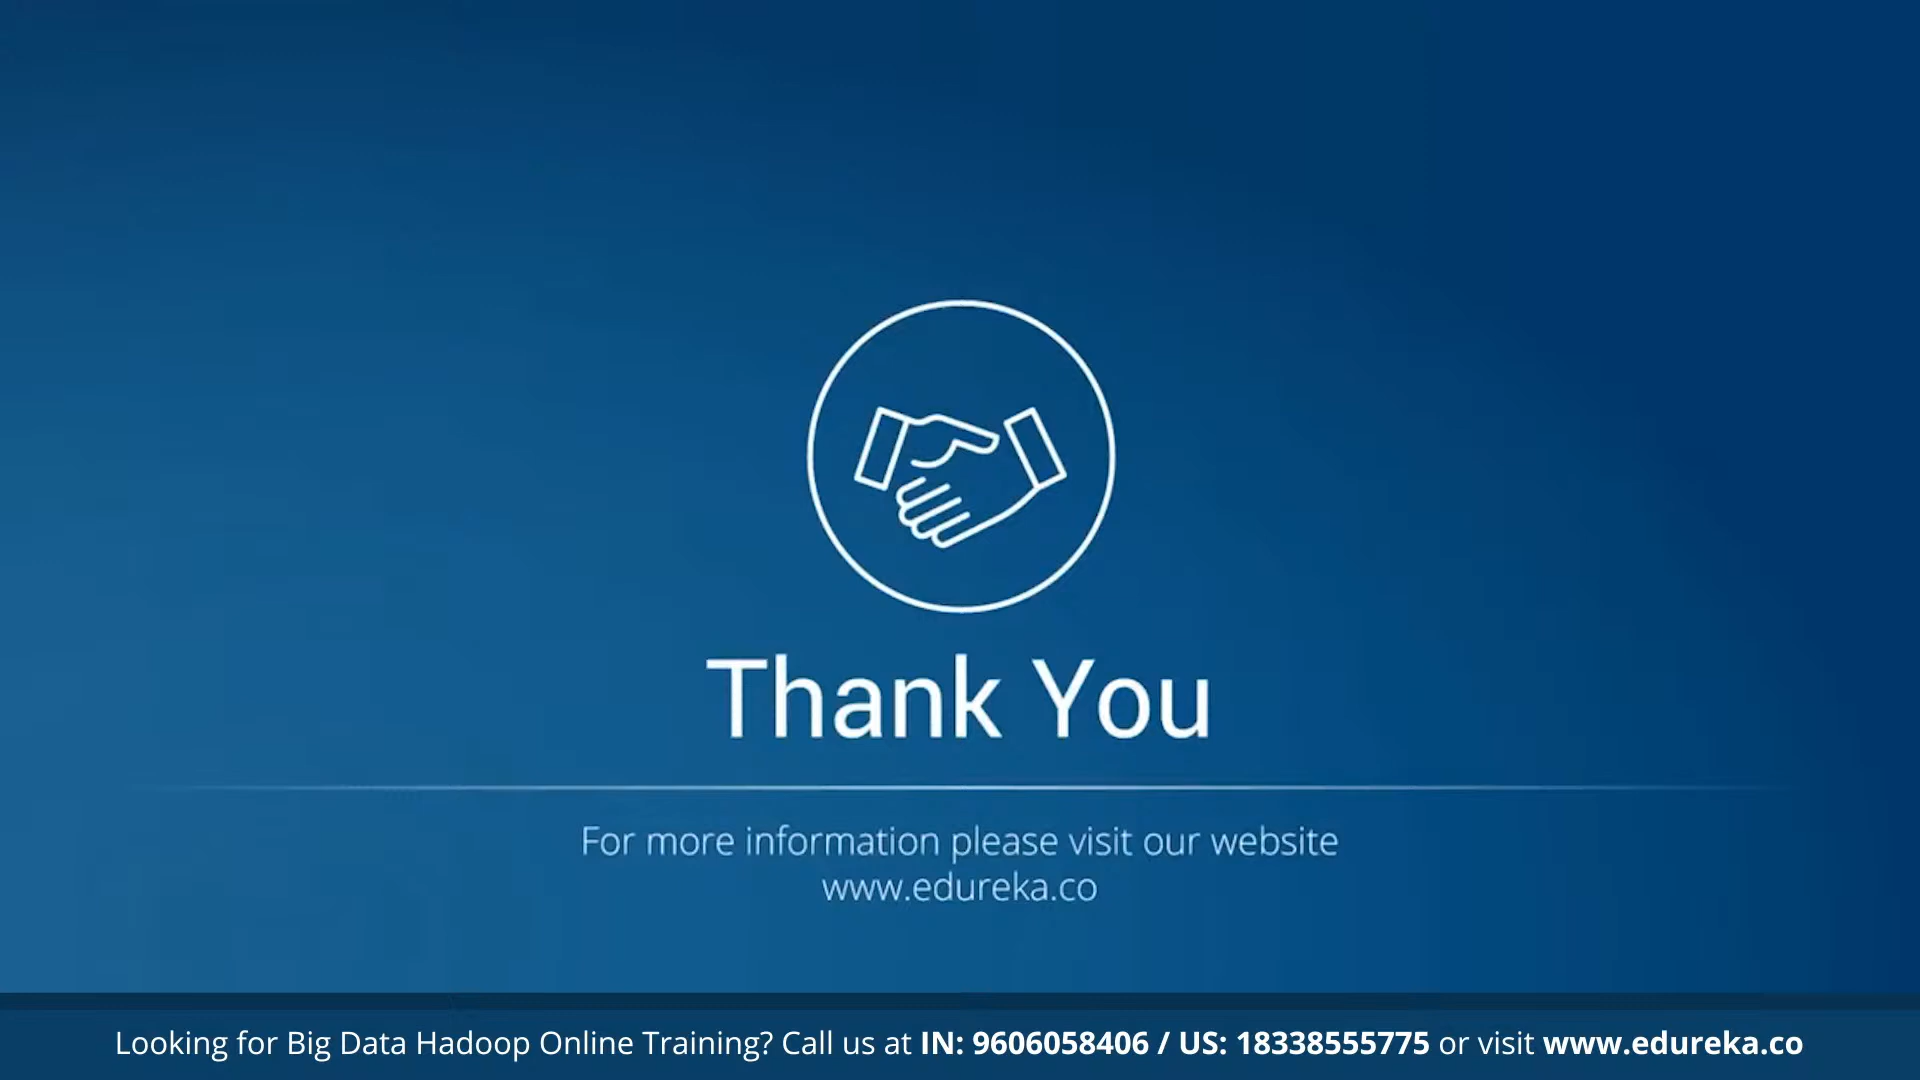 Thank You
For more information please visit our website
www.edureka.co
Looking for Big Data Hadoop Online Training? Call us at IN: 9606058406 / US: 18338555775 or visit www.edureka.co